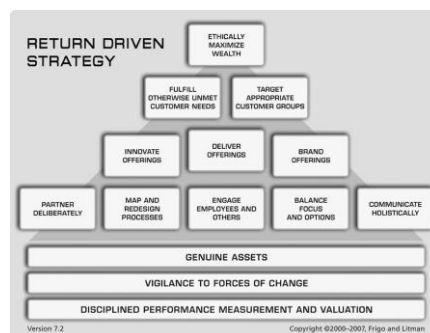 RETURN DRIVEN
STRATEGY
ETHICALLY
MAXIMIZE
WEALTH
FULFILL
OTHERWISE UNMET
CUSTOMER NEEDS
TARGET
APPROPRIATE
CUSTOMER GROUPS
INNOVATE
OFFERINGS
DELIVER
OFFERINGS
BRAND
OFFERINGS
PARTNER
DELIBERATELY
MAP AND
REDESIGN
PROCESSES
ENGAGE
EMPLOYEES AND
OTHERS
BALANCE
FOCUS
AND OPTIONS
COMMUNICATE
HOLISTICALLY
GENUINE ASSETS
VIGILANCE TO FORCES OF CHANGE
DISCIPLINED PERFORMANCE MEASUREMENT AND VALUATION
Version 7.2
Copyright ©2000–2007, Frigo and Litman